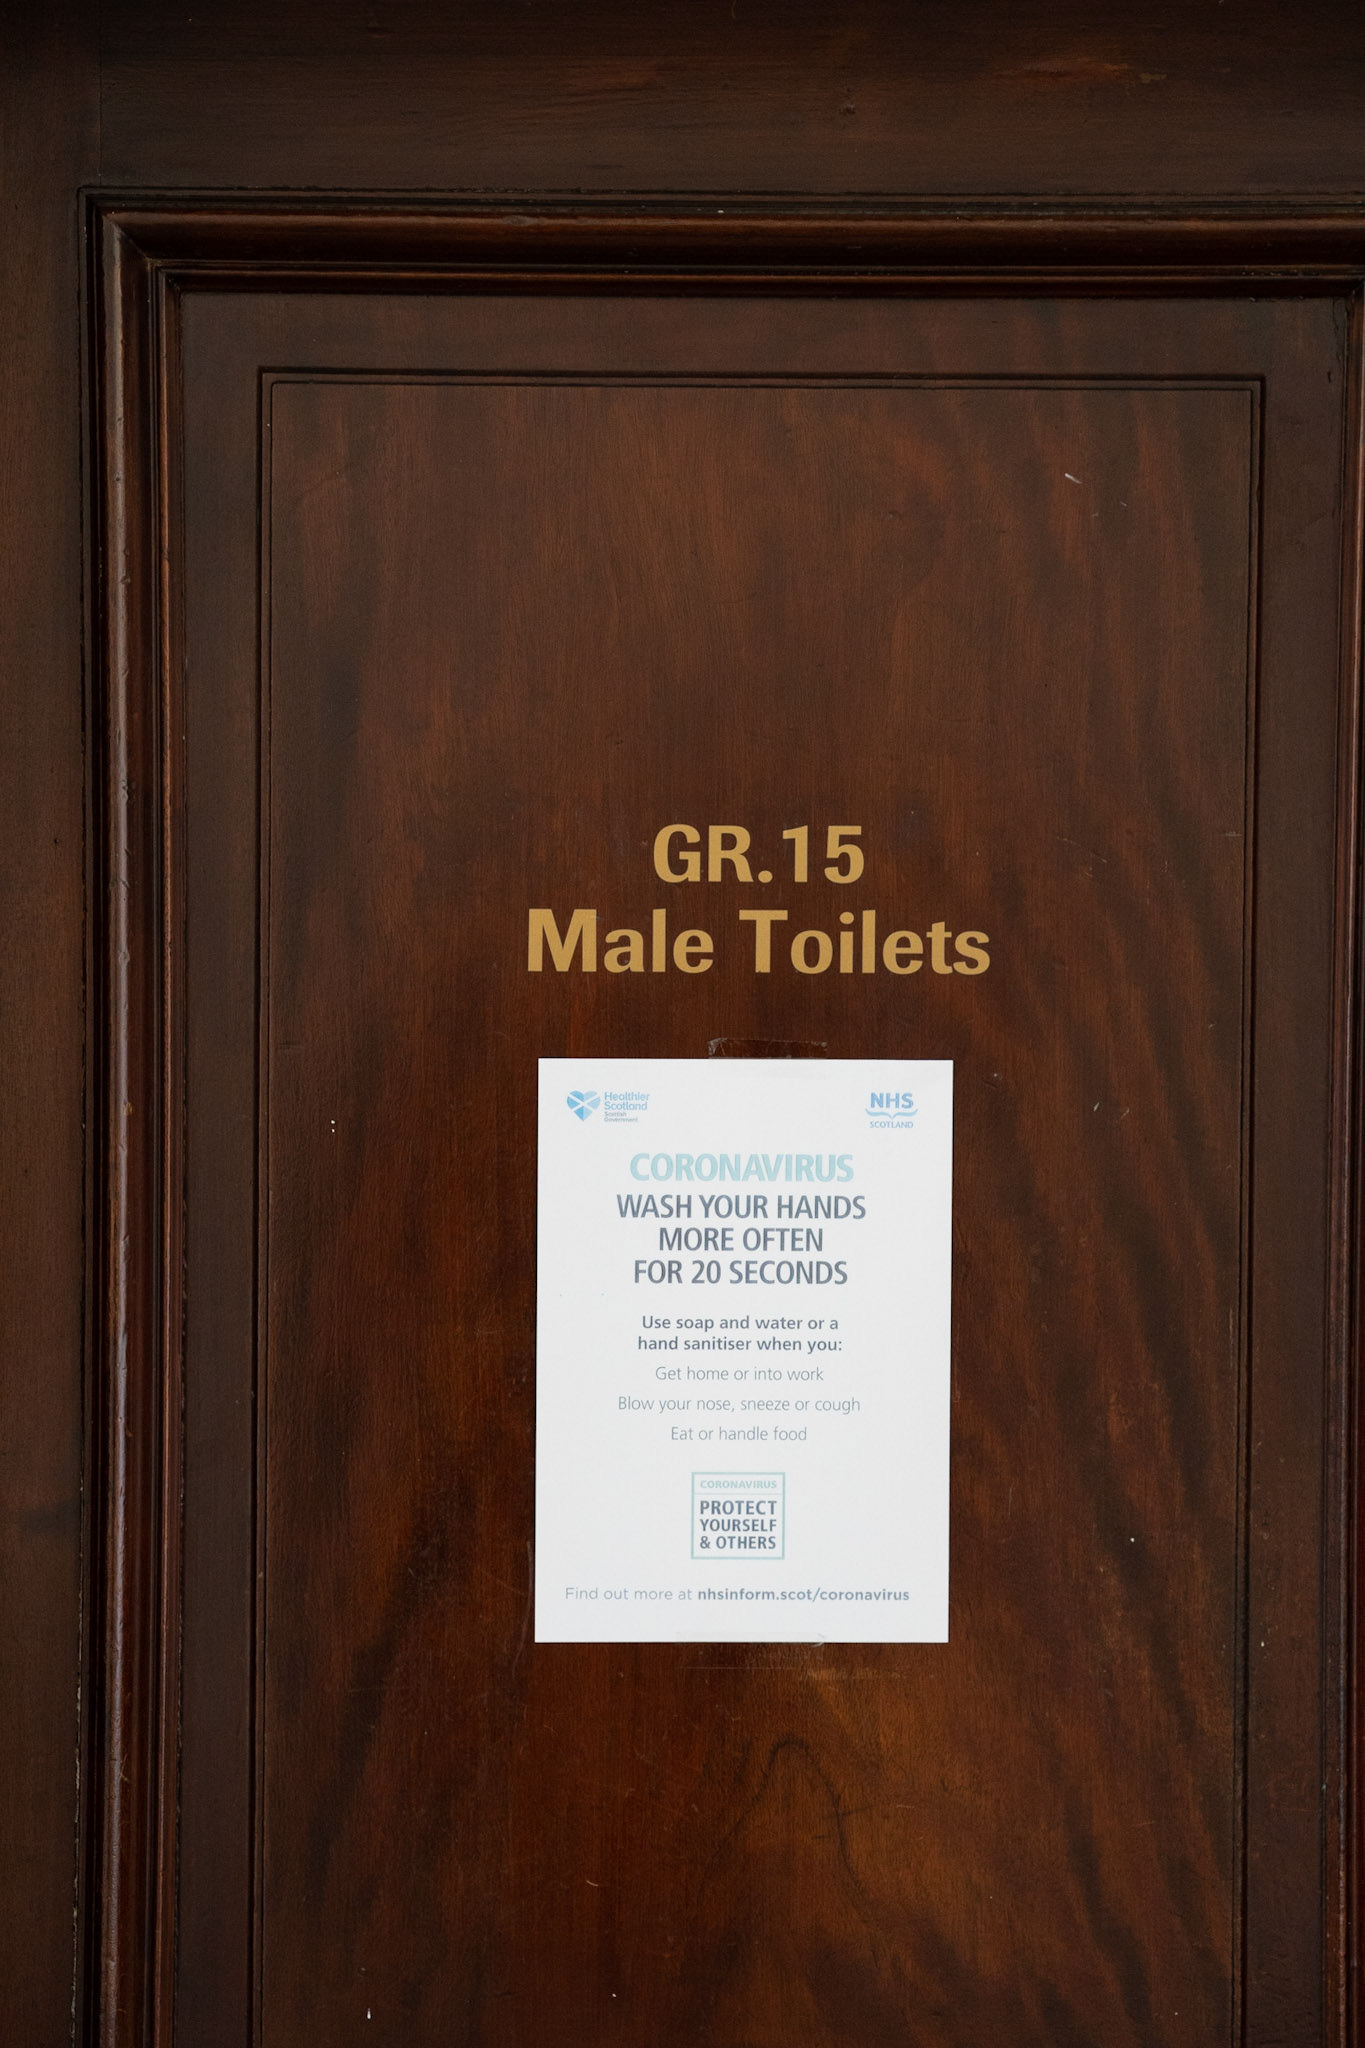 GR.15
Male Toilets
Healthier
Scotland
Scottish
Government
NHS
SCOTLAND
CORONAVIRUS
WASH YOUR HANDS
MORE OFTEN
FOR 20 SECONDS
Use soap and water or a
hand sanitiser when you:
Get home or into work
Blow your nose, sneeze or cough
Eat or handle food
CORONAVIRUS
PROTECT
YOURSELF
& OTHERS
Find out more at nhsinform.scot/coronavirus